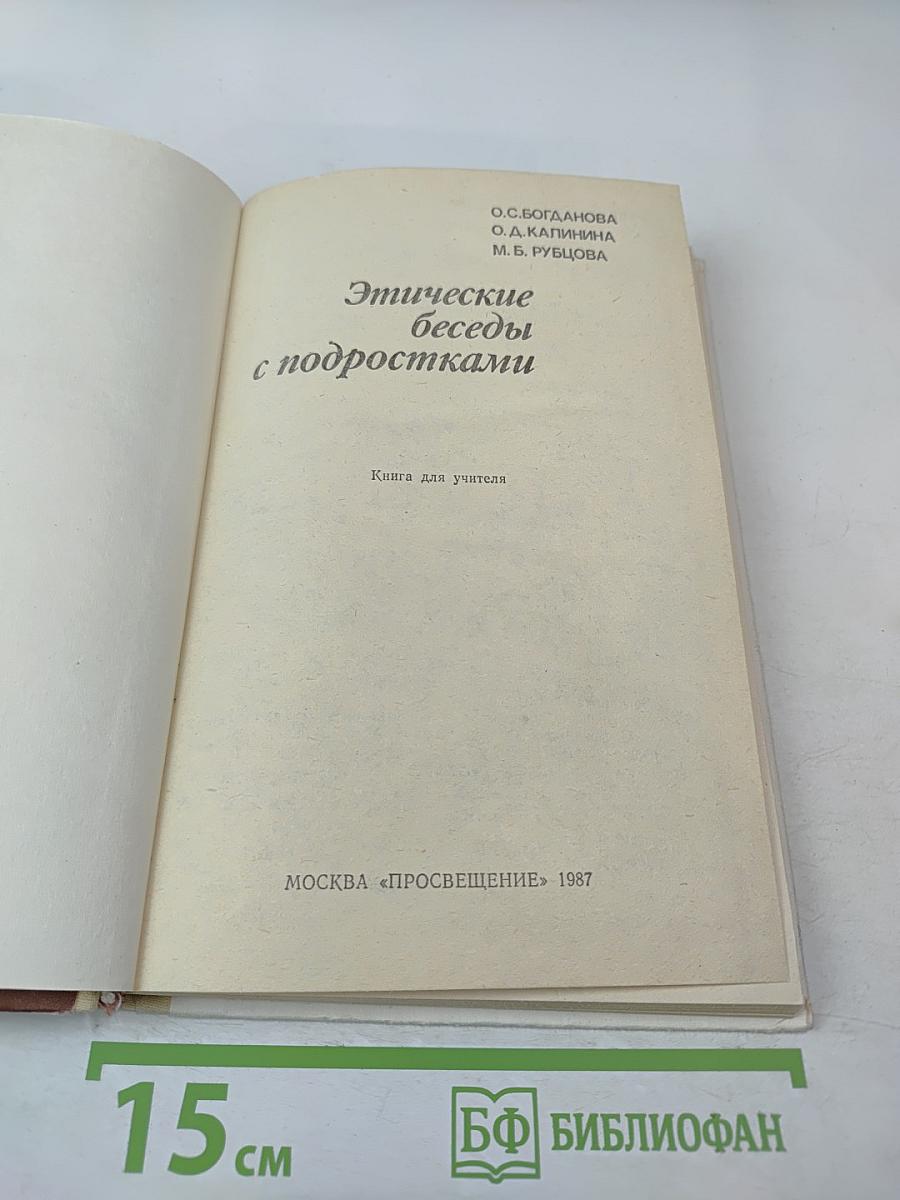 О.С.БОГДАНОВА
О.Д.КАЛИНИНА
М.Б.РУБЦОВА
Этические
беседы
с подростками
Книга для учителя
МОСКВА «ПРОСВЕЩЕНИЕ» 1987
15 см
БФ БИБЛИОФАН